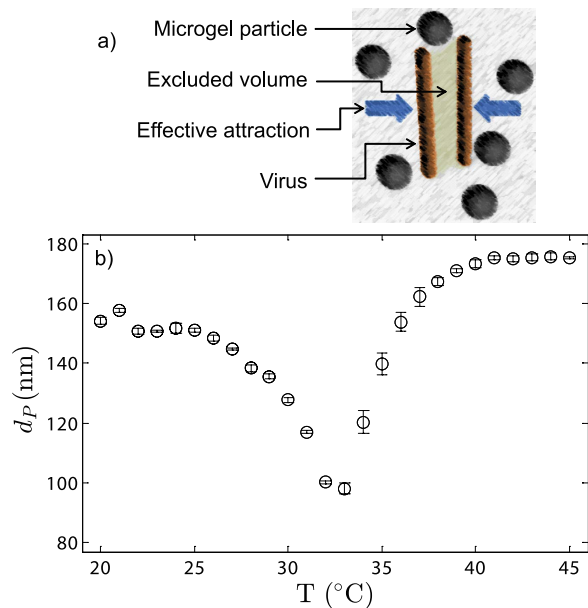 a)
Microgel particle
Excluded volume
Effective attraction
Virus
b)
180
160
140
120
100
80
d_P (nm)
20 25 30 35 40 45
T (°C)